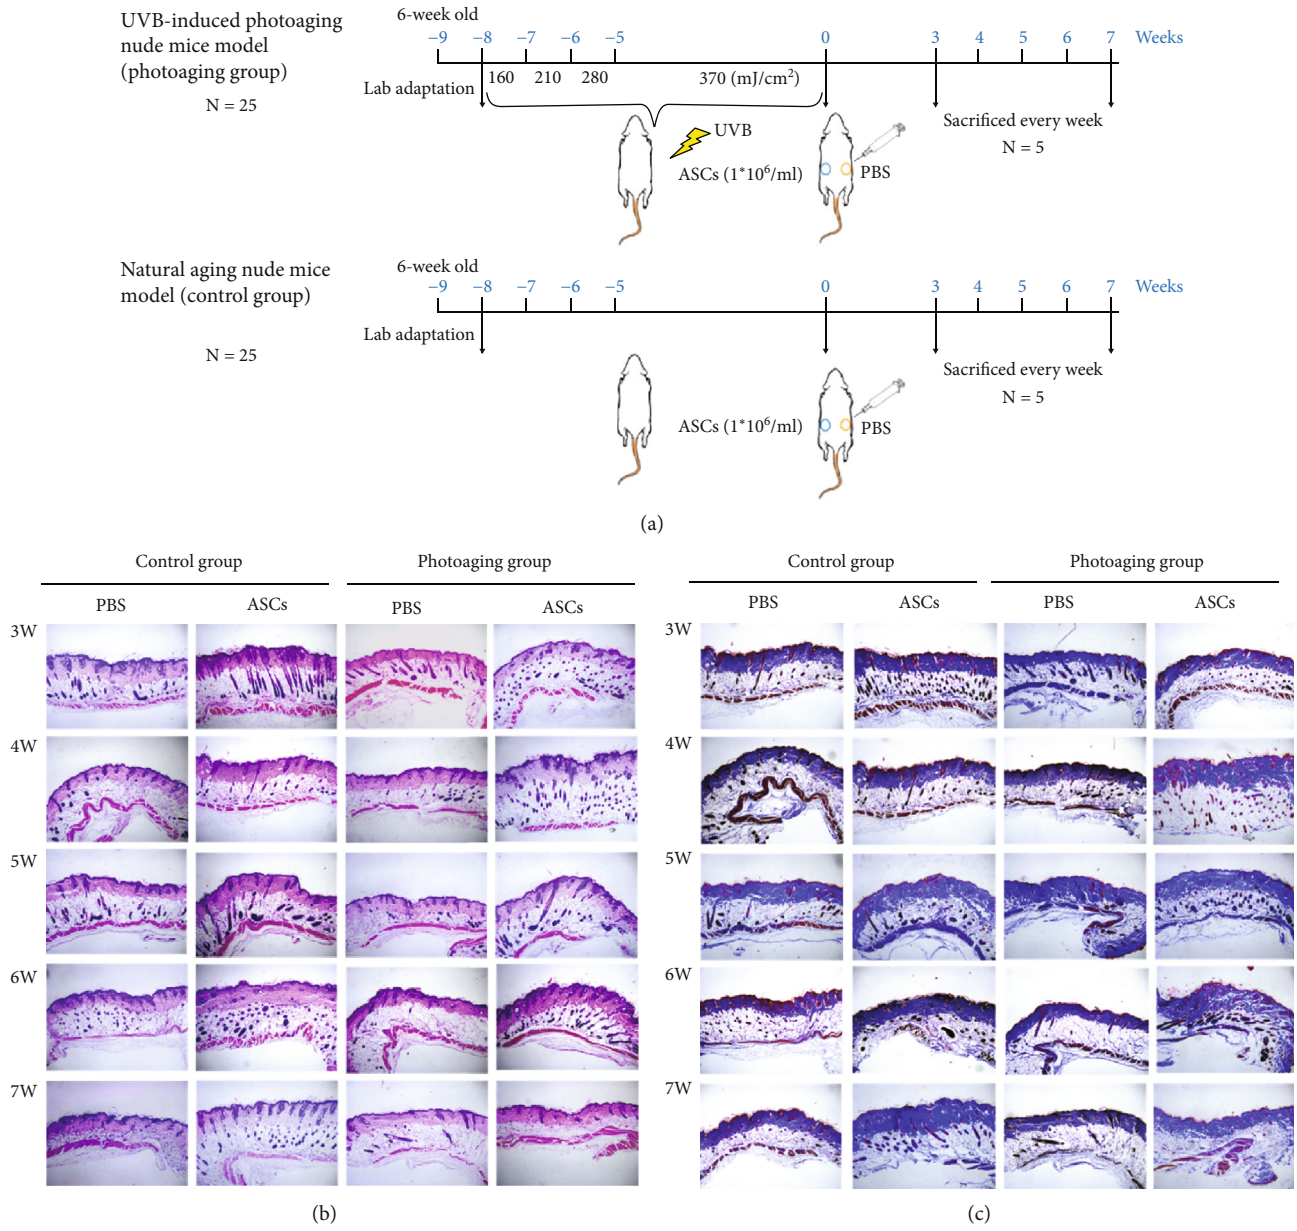 UVB-induced photoaging
nude mice model
(photoaging group)
N = 25
6-week old
−9 −8 −7 −6 −5 0 3 4 5 6 7 Weeks
160 210 280 370 (mJ/cm²)
Lab adaptation
UVB
ASCs (1*10⁶/ml)
PBS
Sacrificed every week
N = 5
Natural aging nude mice
model (control group)
N = 25
6-week old
−9 −8 −7 −6 −5 0 3 4 5 6 7 Weeks
Lab adaptation
ASCs (1*10⁶/ml)
PBS
Sacrificed every week
N = 5
(a)
Control group Photoaging group
PBS ASCs PBS ASCs
3W
4W
5W
6W
7W
(b)
Control group Photoaging group
PBS ASCs PBS ASCs
3W
4W
5W
6W
7W
(c)